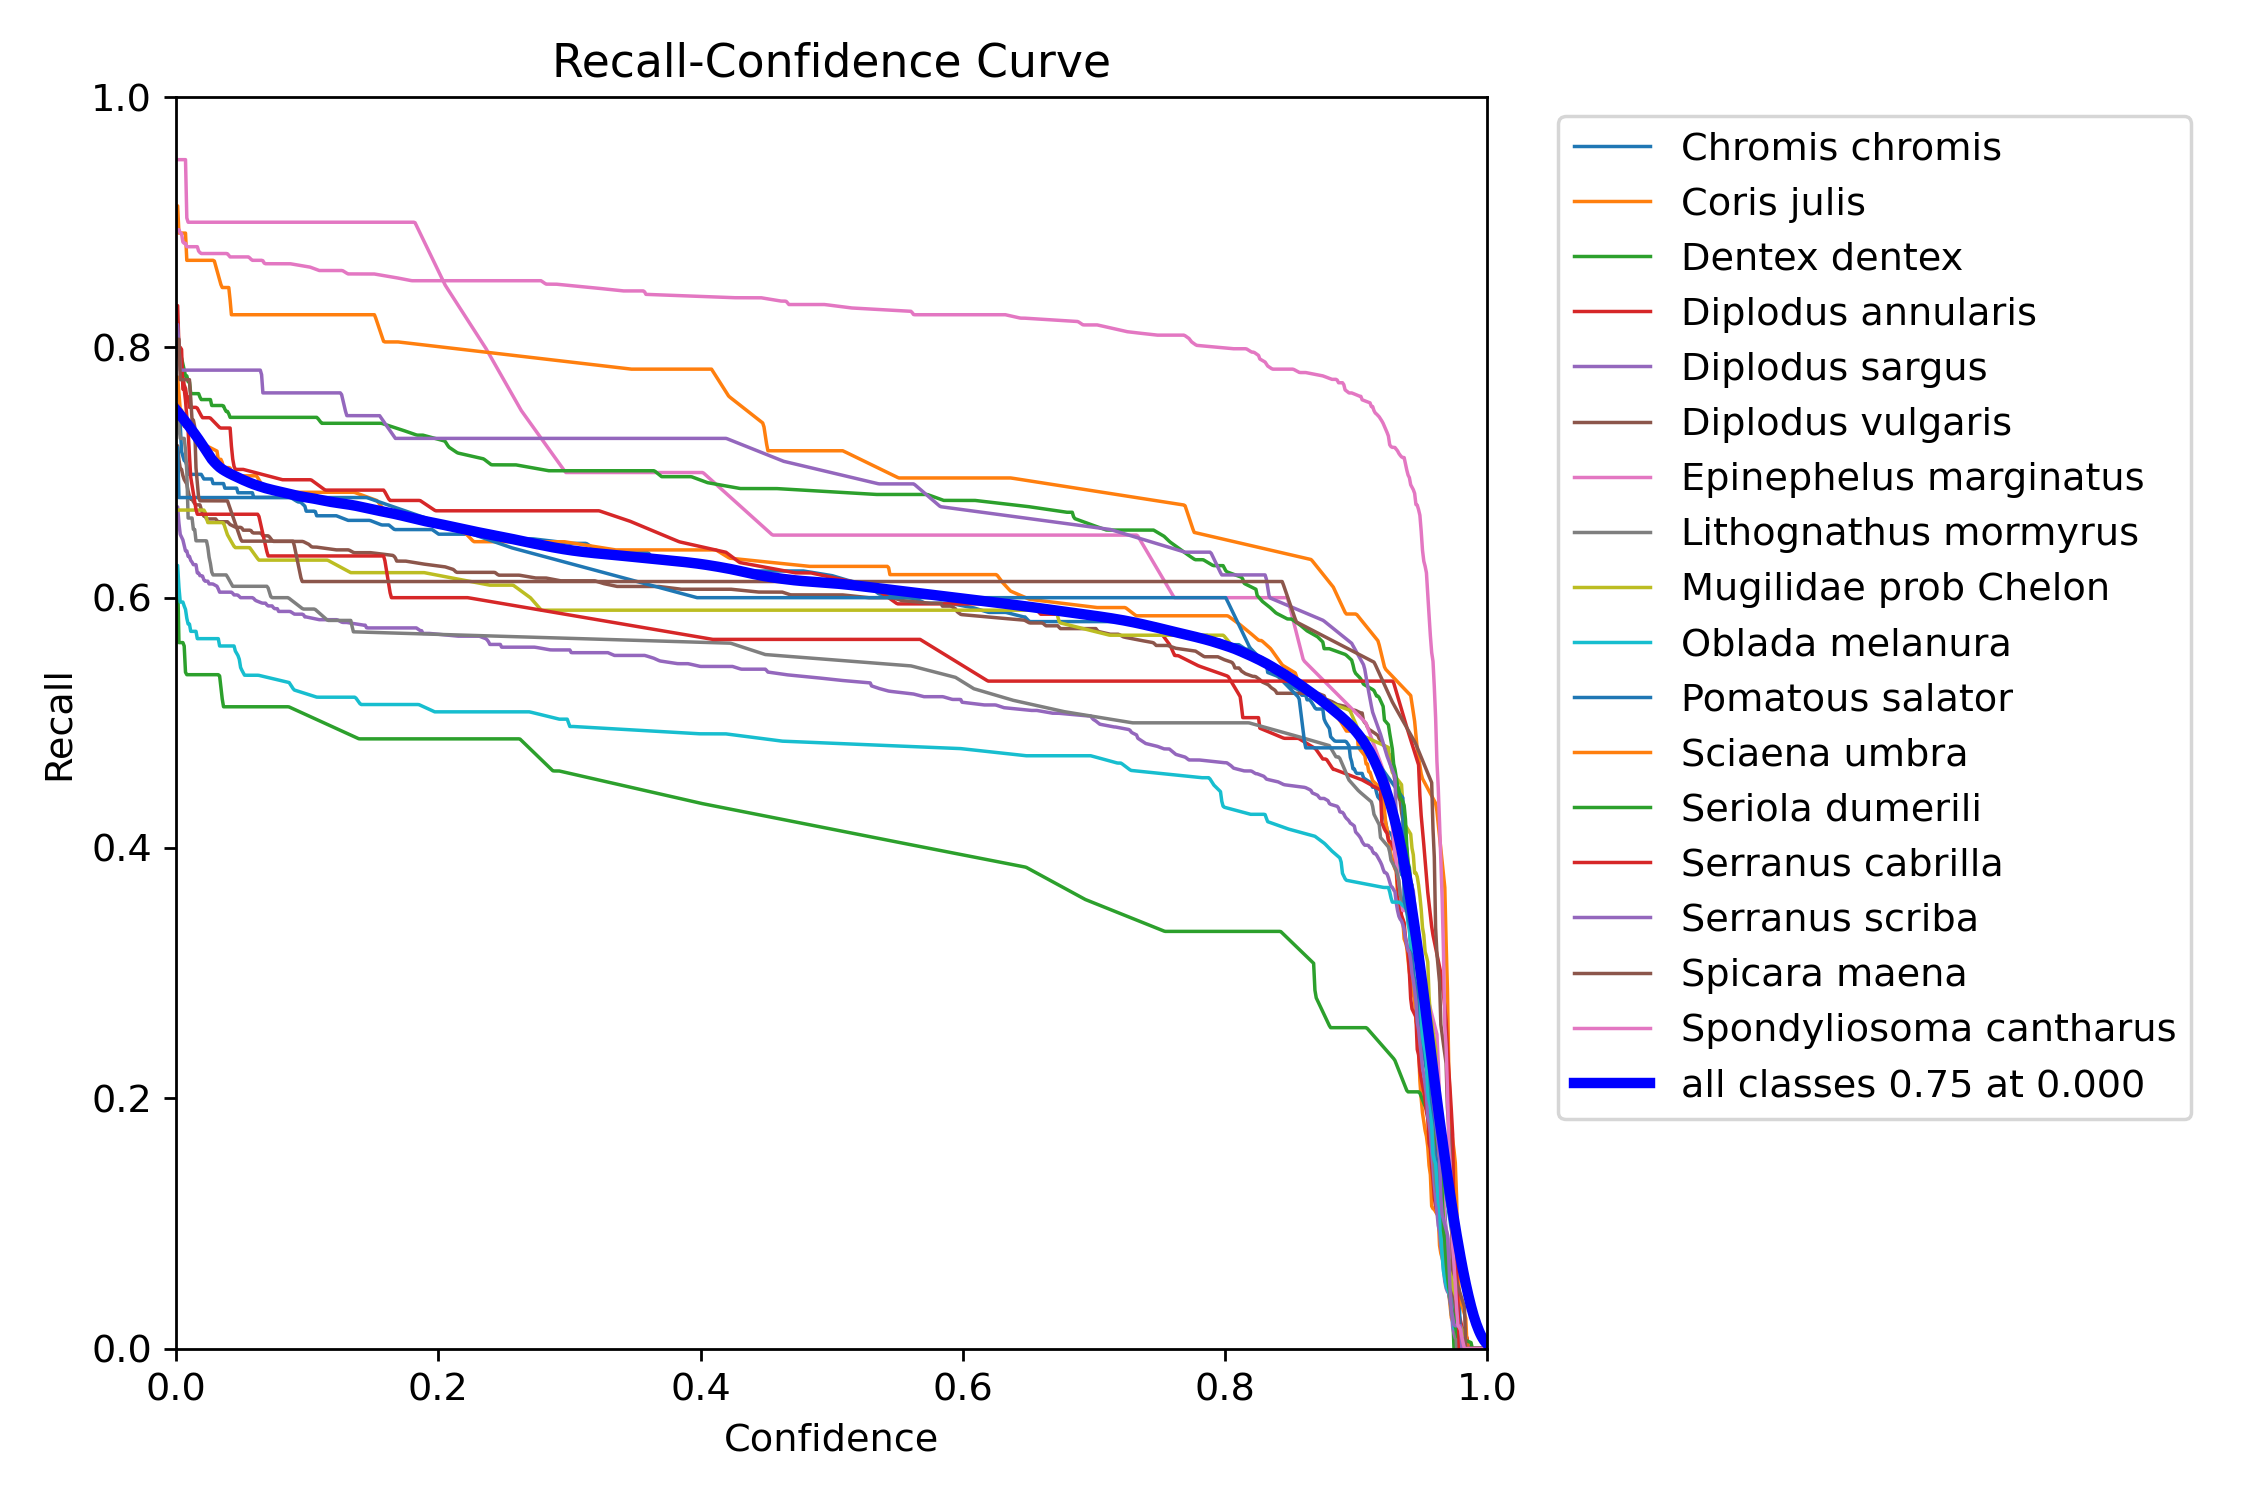 Recall-Confidence Curve
1.0
0.8
0.6
0.4
0.2
0.0
Recall
0.0 0.2 0.4 0.6 0.8 1.0
Confidence
Chromis chromis
Coris julis
Dentex dentex
Diplodus annularis
Diplodus sargus
Diplodus vulgaris
Epinephelus marginatus
Lithognathus mormyrus
Mugilidae prob Chelon
Oblada melanura
Pomatous salator
Sciaena umbra
Seriola dumerili
Serranus cabrilla
Serranus scriba
Spicara maena
Spondyliosoma cantharus
all classes 0.75 at 0.000